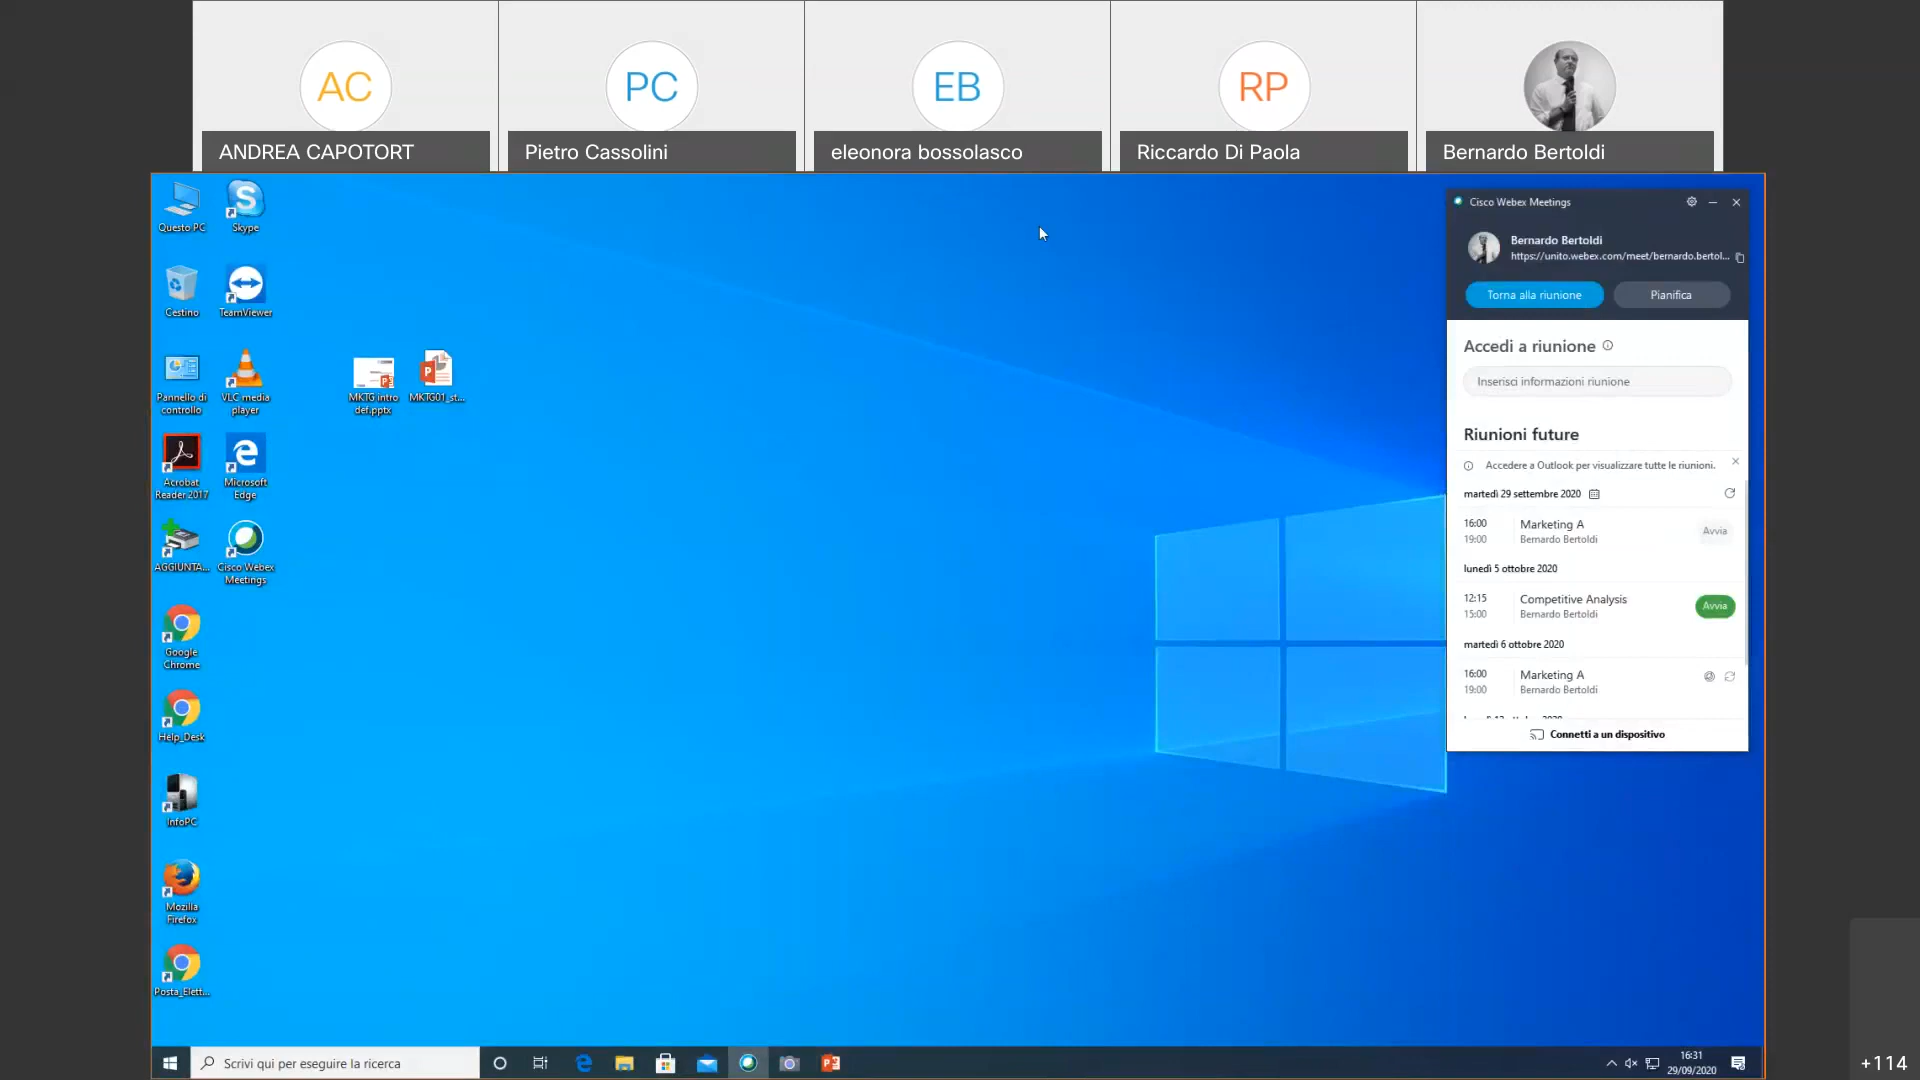 AC
PC
EB
RP
ANDREA CAPOTORT
Pietro Cassolini
eleonora bossolasco
Riccardo Di Paola
Bernardo Bertoldi
Questo PC
Skype
Cestino
TeamViewer
Pannello di
controllo
VLC media
player
MKTG intro
def.pptx
MKTG01_st...
Acrobat
Reader 2017
Microsoft
Edge
AGGIUNTA...
Cisco Webex
Meetings
Google
Chrome
Help_Desk
InfoPC
Mozilla
Firefox
Posta_Elett...
Cisco Webex Meetings
Bernardo Bertoldi
https://unito.webex.com/meet/bernardo.bertol...
Torna alla riunione
Pianifica
Accedi a riunione
Inserisci informazioni riunione
Riunioni future
Accedere a Outlook per visualizzare tutte le riunioni.
martedì 29 settembre 2020
16:00
19:00
Marketing A
Bernardo Bertoldi
Avvia
lunedì 5 ottobre 2020
12:15
15:00
Competitive Analysis
Bernardo Bertoldi
Avvia
martedì 6 ottobre 2020
16:00
19:00
Marketing A
Bernardo Bertoldi
Connetti a un dispositivo
Scrivi qui per eseguire la ricerca
16:31
29/09/2020
+114